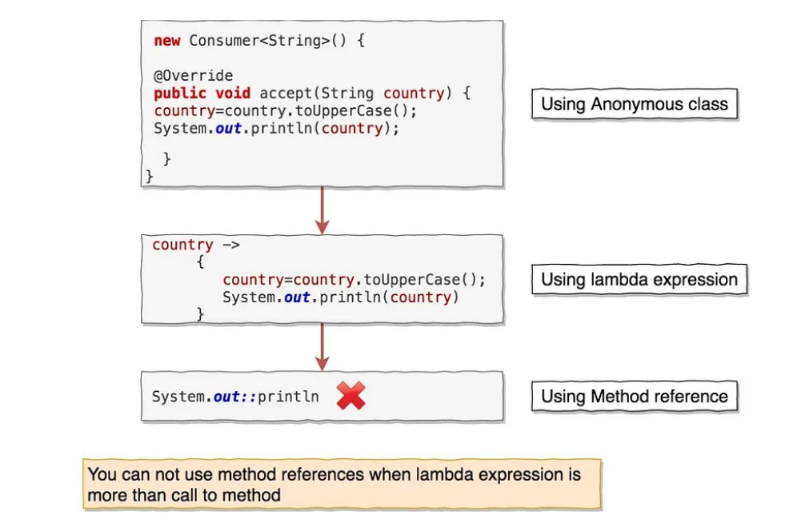 new Consumer<String>() {
@Override
public void accept(String country) {
country=country.toUpperCase();
System.out.println(country);
}
}
Using Anonymous class
country ->
{
country=country.toUpperCase();
System.out.println(country)
}
Using lambda expression
System.out::println
Using Method reference
You can not use method references when lambda expression is
more than call to method